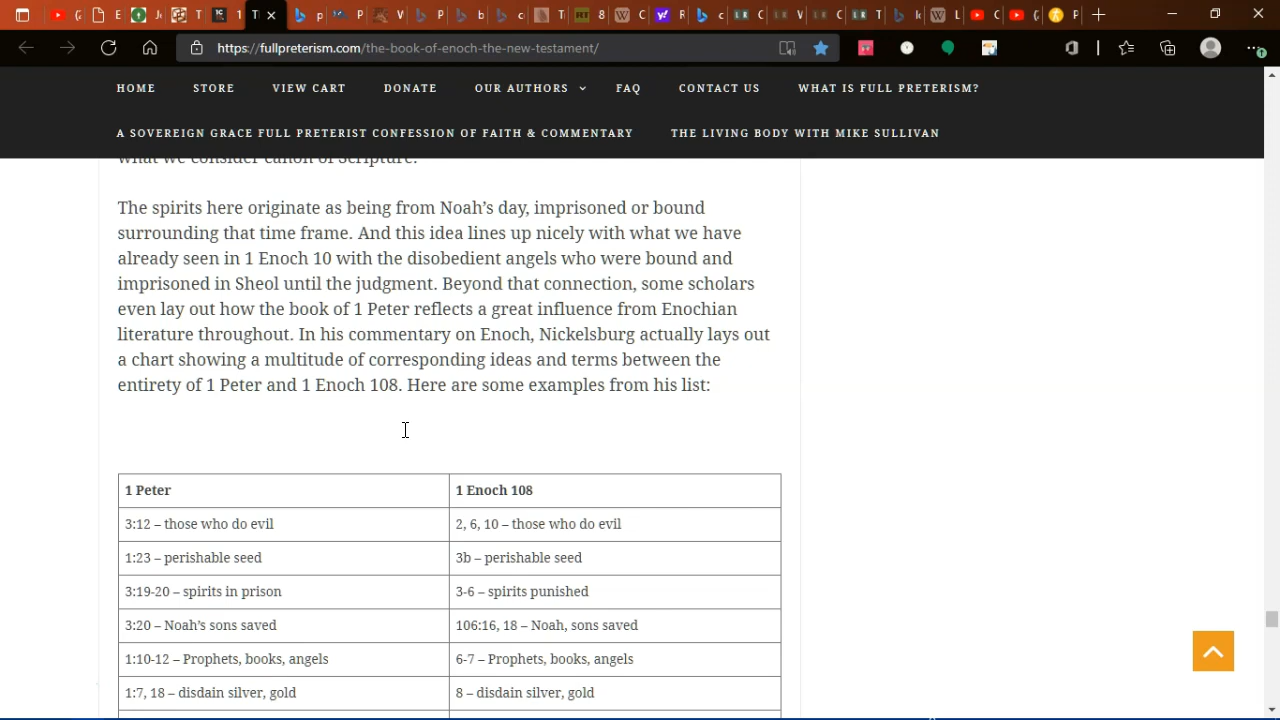 https://fullpreterism.com/the-book-of-enoch-the-new-testament/
HOME STORE VIEW CART DONATE OUR AUTHORS FAQ CONTACT US WHAT IS FULL PRETERISM?
A SOVEREIGN GRACE FULL PRETERIST CONFESSION OF FAITH & COMMENTARY THE LIVING BODY WITH MIKE SULLIVAN
what we consider canon of Scripture.
The spirits here originate as being from Noah’s day, imprisoned or bound
surrounding that time frame. And this idea lines up nicely with what we have
already seen in 1 Enoch 10 with the disobedient angels who were bound and
imprisoned in Sheol until the judgment. Beyond that connection, some scholars
even lay out how the book of 1 Peter reflects a great influence from Enochian
literature throughout. In his commentary on Enoch, Nickelsburg actually lays out
a chart showing a multitude of corresponding ideas and terms between the
entirety of 1 Peter and 1 Enoch 108. Here are some examples from his list:
1 Peter 1 Enoch 108
3:12 – those who do evil 2, 6, 10 – those who do evil
1:23 – perishable seed 3b – perishable seed
3:19-20 – spirits in prison 3-6 – spirits punished
3:20 – Noah’s sons saved 106:16, 18 – Noah, sons saved
1:10-12 – Prophets, books, angels 6-7 – Prophets, books, angels
1:7, 18 – disdain silver, gold 8 – disdain silver, gold